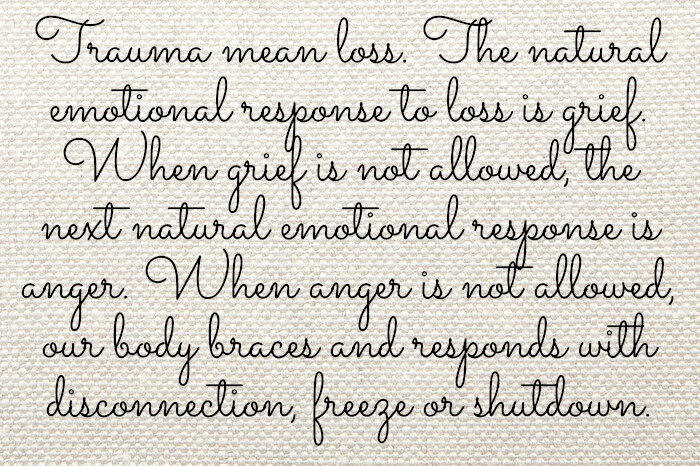 Trauma mean loss. The natural
emotional response to loss is grief.
When grief is not allowed, the
next natural emotional response is
anger. When anger is not allowed,
our body braces and responds with
disconnection, freeze or shutdown.